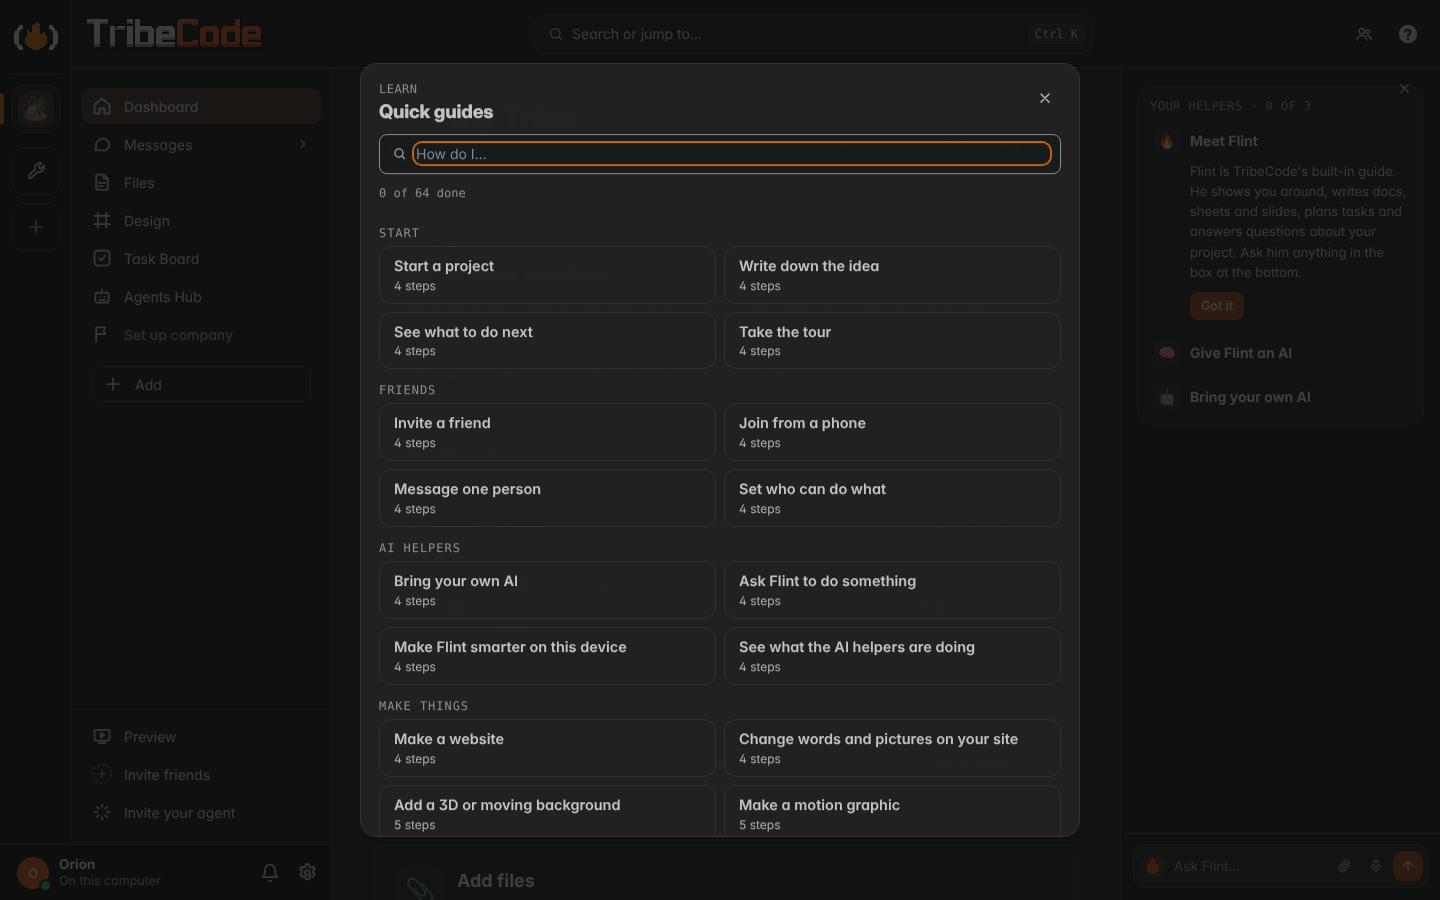 TribeCode
Search or jump to...
Ctrl K
Dashboard
Messages
Files
Design
Task Board
Agents Hub
Set up company
Add
Preview
Invite friends
Invite your agent
O
Orion
On this computer
LEARN
Quick guides
How do I...
0 of 64 done
START
Start a project
4 steps
Write down the idea
4 steps
See what to do next
4 steps
Take the tour
4 steps
FRIENDS
Invite a friend
4 steps
Join from a phone
4 steps
Message one person
4 steps
Set who can do what
4 steps
AI HELPERS
Bring your own AI
4 steps
Ask Flint to do something
4 steps
Make Flint smarter on this device
4 steps
See what the AI helpers are doing
4 steps
MAKE THINGS
Make a website
4 steps
Change words and pictures on your site
4 steps
Add a 3D or moving background
5 steps
Make a motion graphic
5 steps
Add files
YOUR HELPERS · 0 OF 3
Meet Flint
Flint is TribeCode's built-in guide.
He shows you around, writes docs,
sheets and slides, plans tasks and
answers questions about your
project. Ask him anything in the
box at the bottom.
Got it
Give Flint an AI
Bring your own AI
Ask Flint...